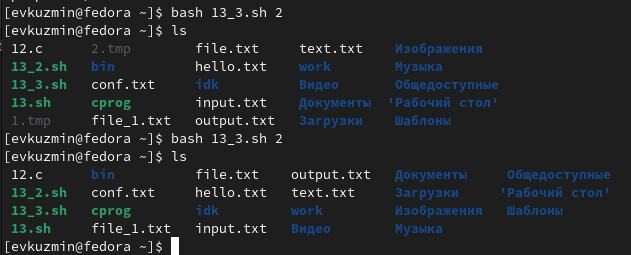 [evkuzmin@fedora ~]$ bash 13_3.sh 2
[evkuzmin@fedora ~]$ ls
12.c 2.tmp file.txt text.txt Изображения
13_2.sh bin hello.txt work Музыка
13_3.sh conf.txt idk Видео Общедоступные
13.sh cprog input.txt Документы 'Рабочий стол'
1.tmp file_1.txt output.txt Загрузки Шаблоны
[evkuzmin@fedora ~]$ bash 13_3.sh 2
[evkuzmin@fedora ~]$ ls
12.c bin file.txt output.txt Документы Общедоступные
13_2.sh conf.txt hello.txt text.txt Загрузки 'Рабочий стол'
13_3.sh cprog idk work Изображения Шаблоны
13.sh file_1.txt input.txt Видео Музыка
[evkuzmin@fedora ~]$